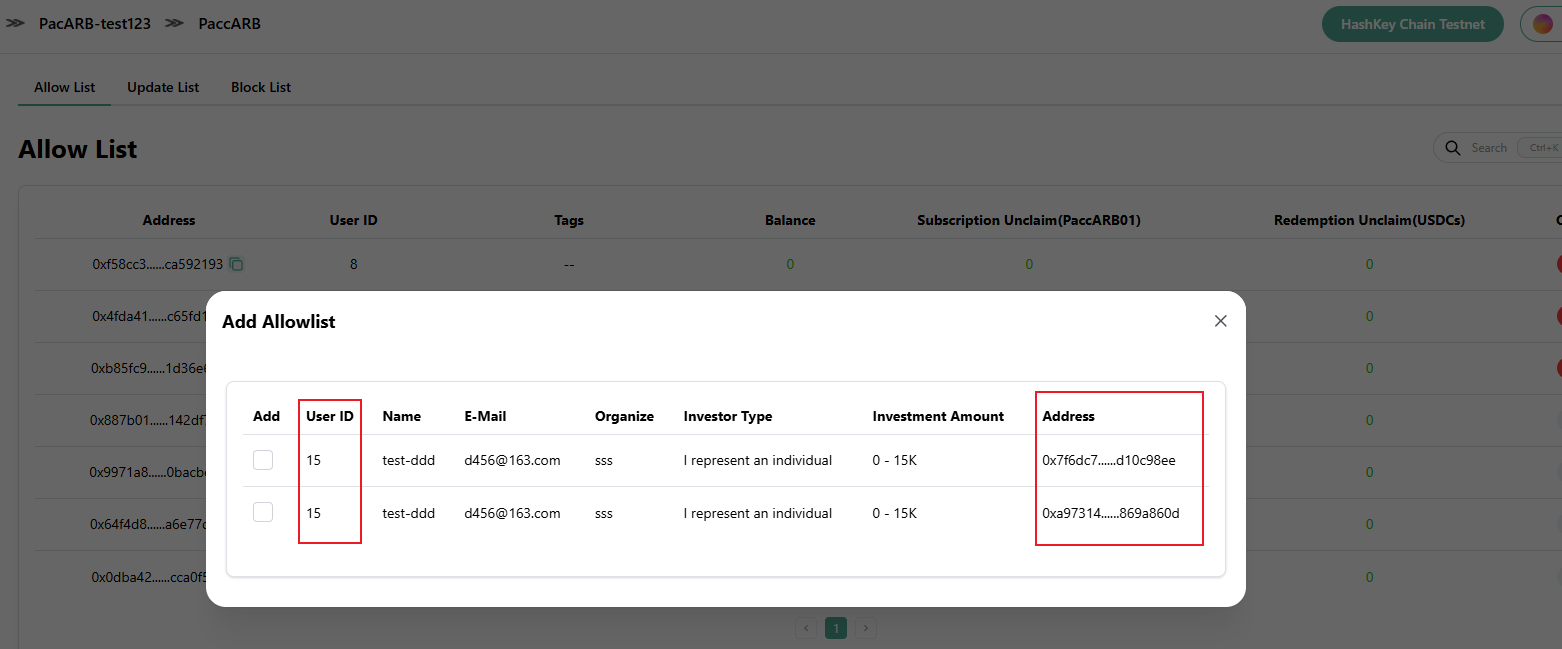 PacARB-test123 PaccARB HashKey Chain Testnet
Allow List Update List Block List
Allow List Search Ctrl+K
Address User ID Tags Balance Subscription Unclaim(PaccARB01) Redemption Unclaim(USDCs)
0xf58cc3......ca592193 8 -- 0 0 0
0x4fda41......c65fd1 0
0xb85fc9......1d36e 0
0x887b01......142df 0
0x9971a8......0bacb 0
0x64f4d8......a6e77 0
0x0dba42......cca0f5 0
Add Allowlist
Add User ID Name E-Mail Organize Investor Type Investment Amount Address
15 test-ddd d456@163.com sss I represent an individual 0 - 15K 0x7f6dc7......d10c98ee
15 test-ddd d456@163.com sss I represent an individual 0 - 15K 0xa97314......869a860d
1